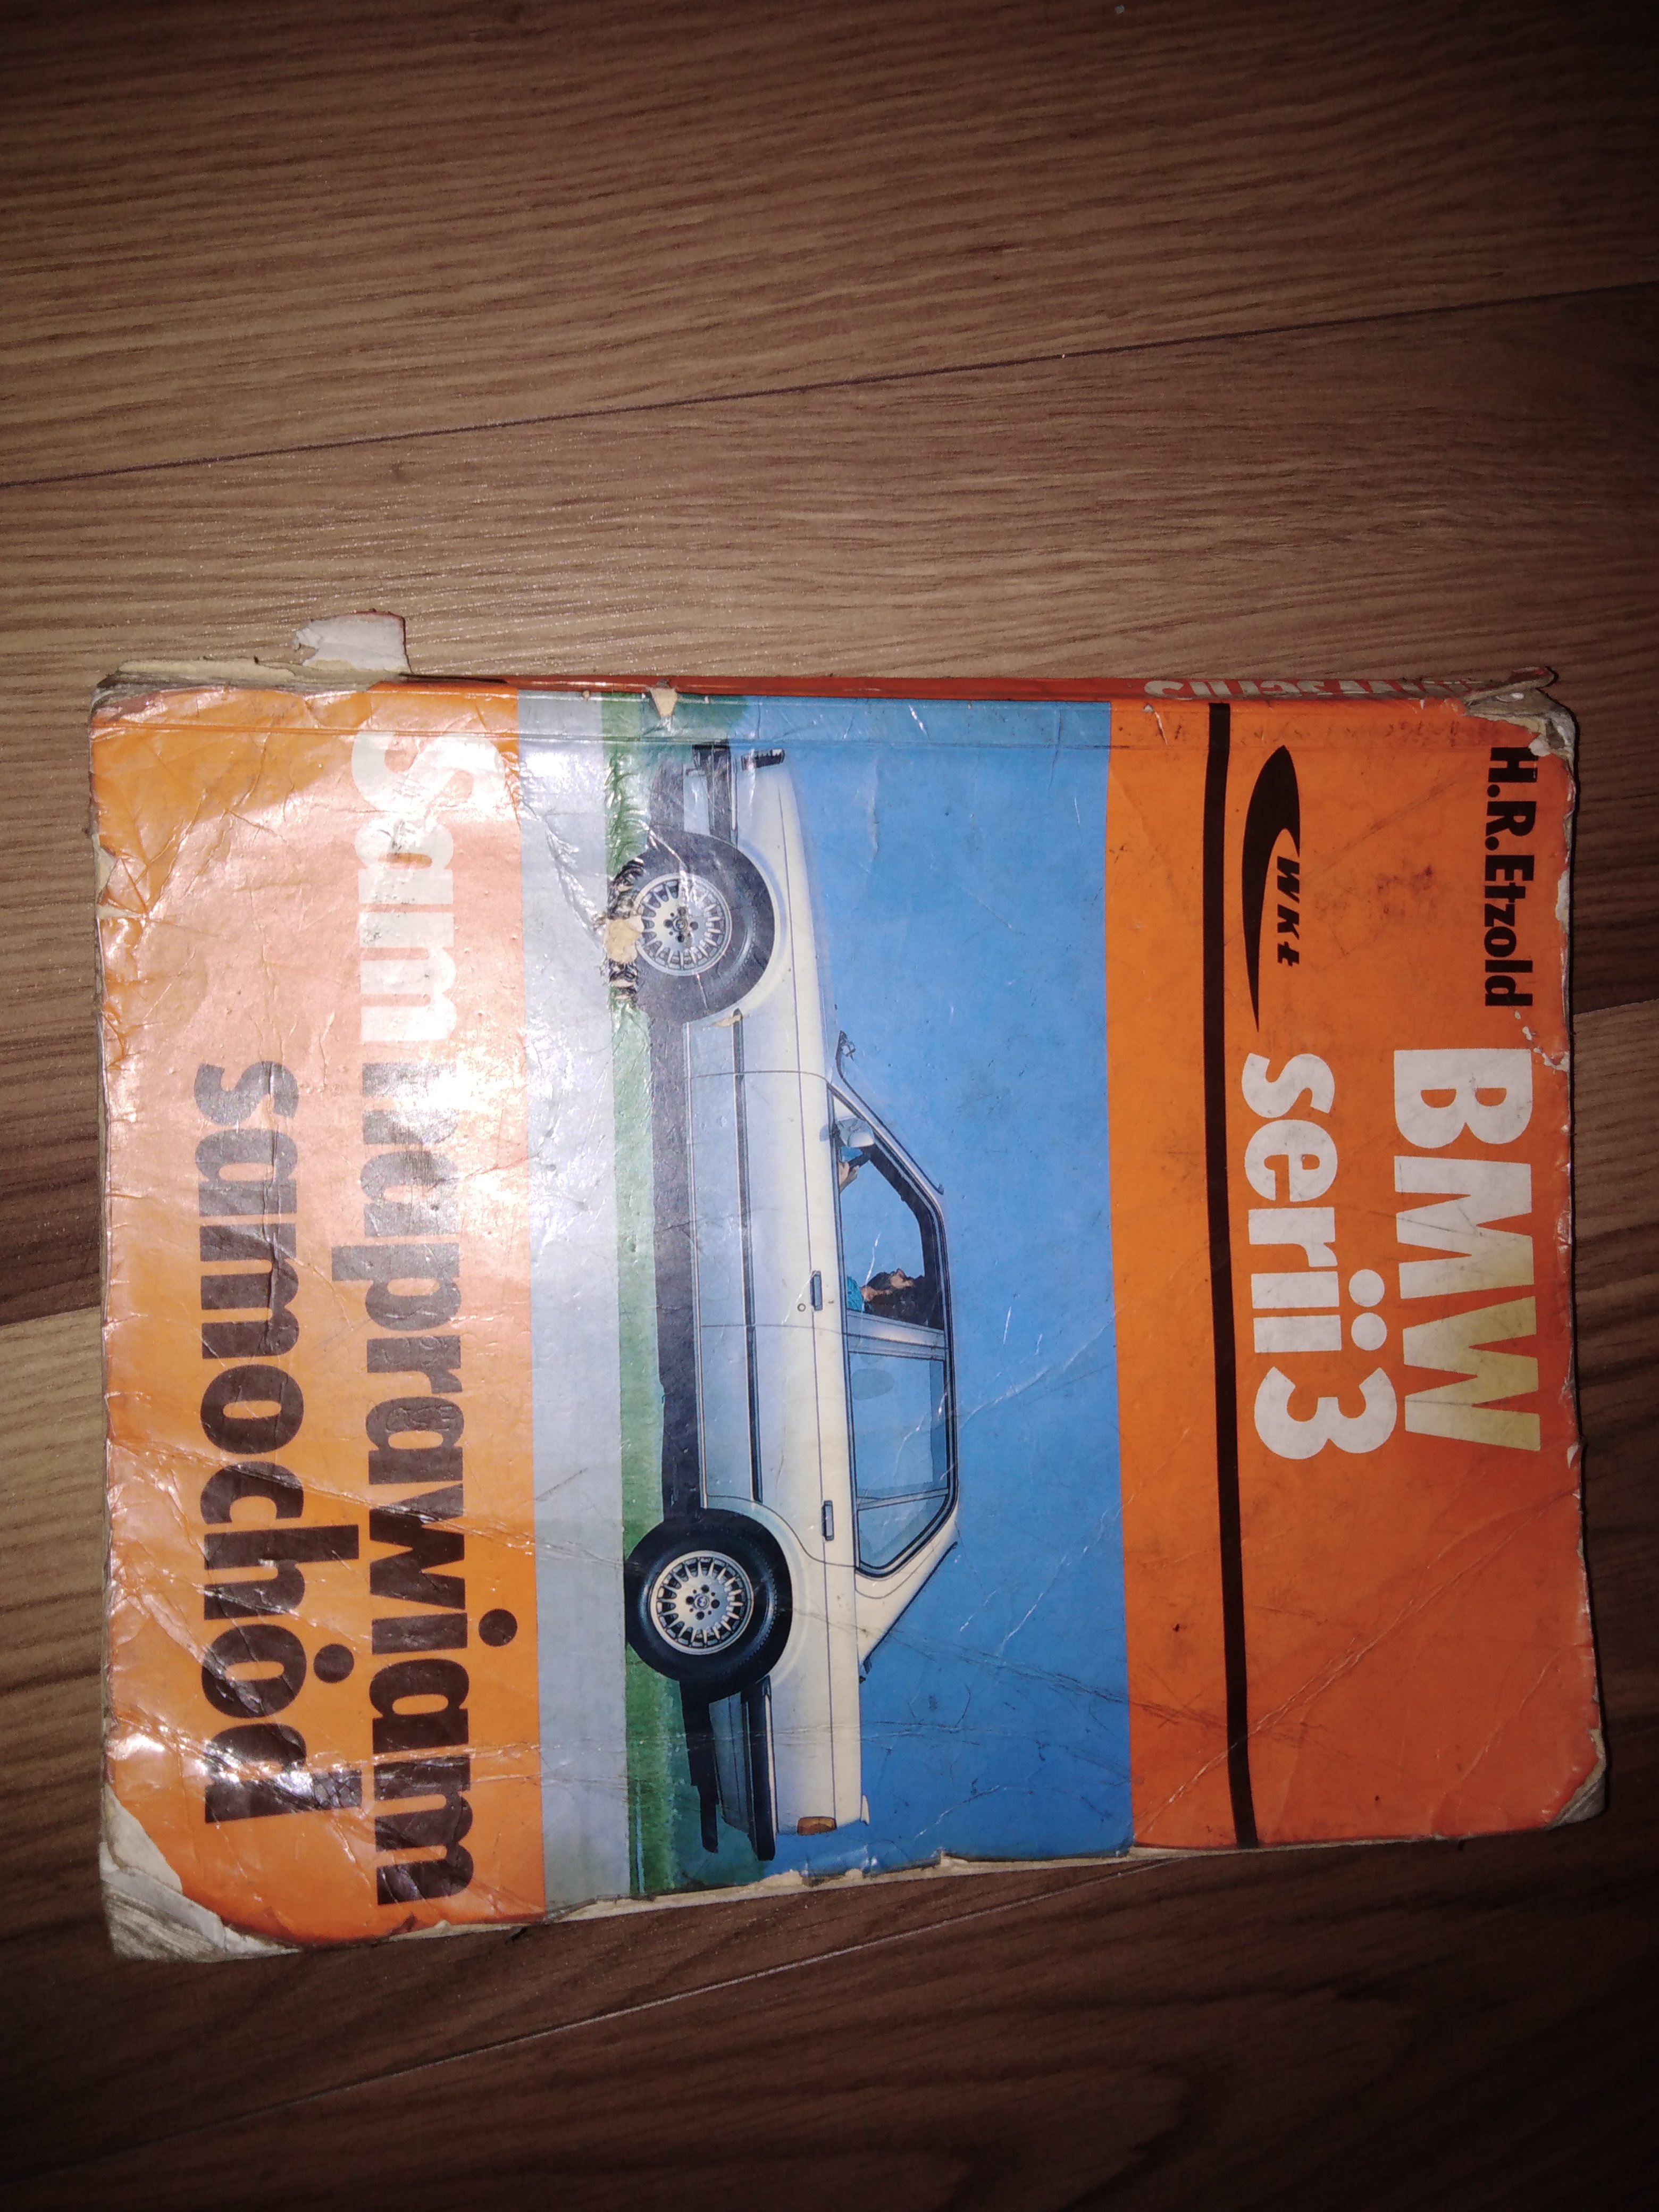 H.R.Etzold
BMW
serii 3
WKŁ
Sam naprawiam
samochód